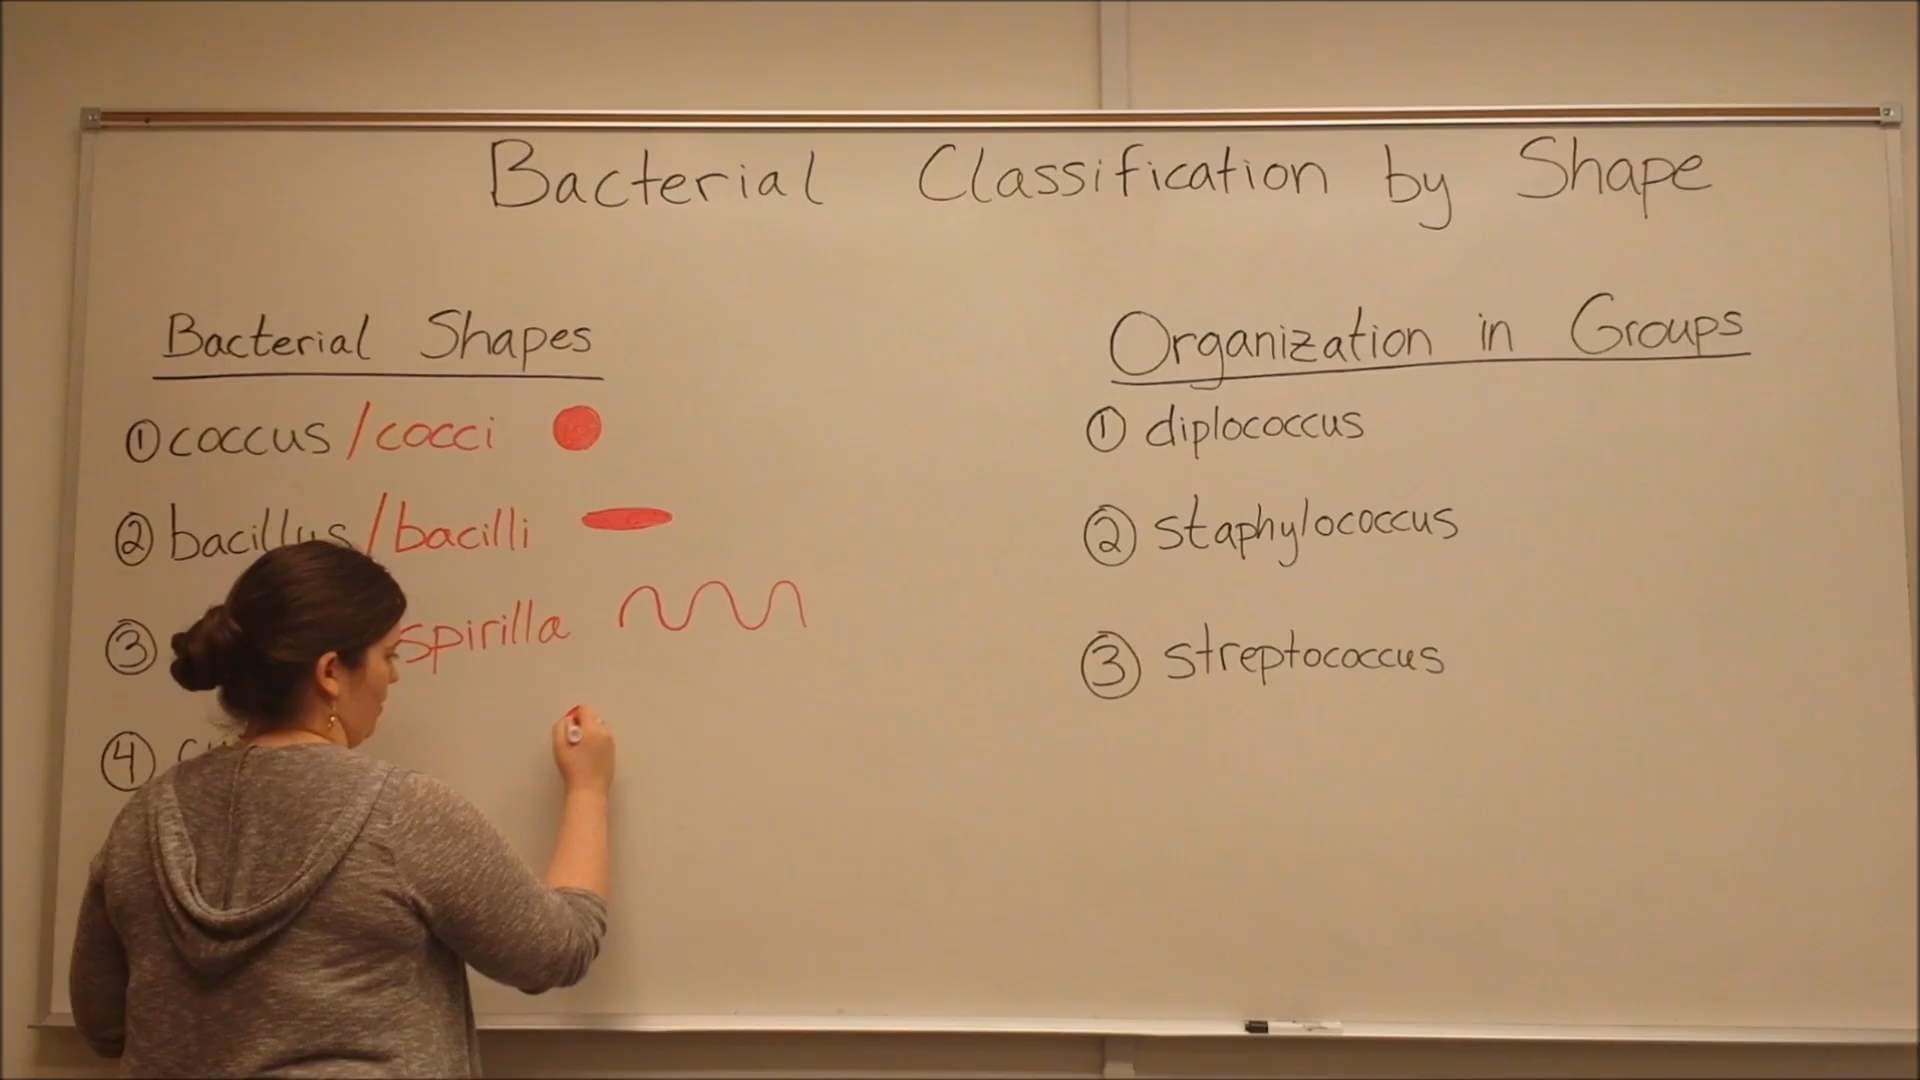 Bacterial Classification by Shape
Bacterial Shapes
① coccus / cocci
② bacillus / bacilli
③ spirilla
④
Organization in Groups
① diplococcus
② staphylococcus
③ streptococcus